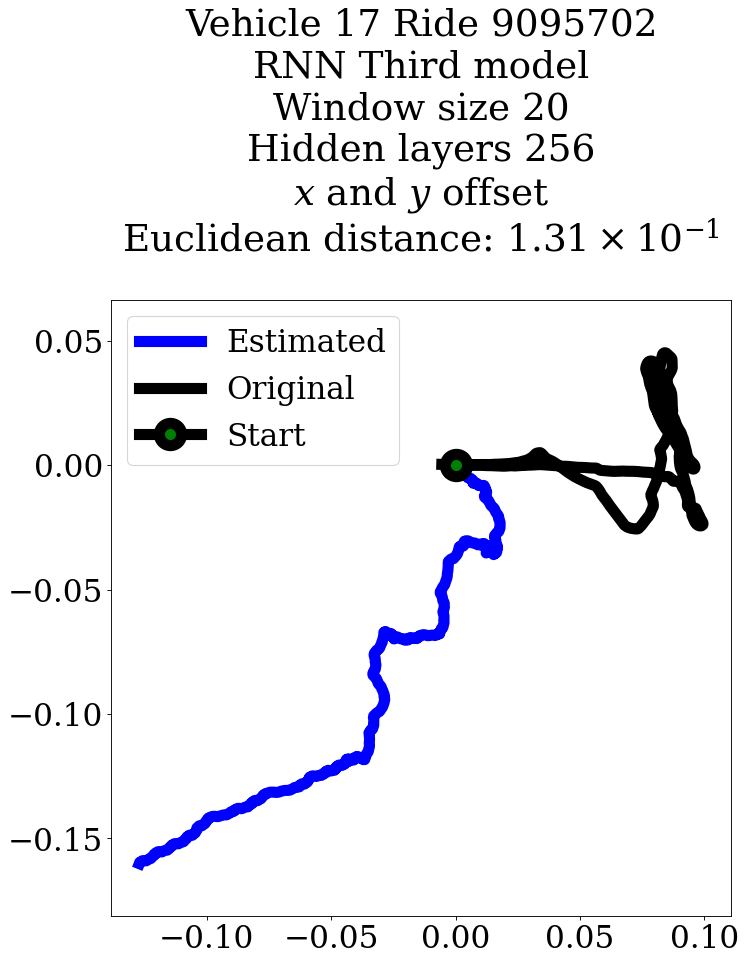 Vehicle 17 Ride 9095702
RNN Third model
Window size 20
Hidden layers 256
x and y offset
Euclidean distance: 1.31 × 10⁻¹
Estimated
Original
Start
0.05
0.00
−0.05
−0.10
−0.15
−0.10
−0.05
0.00
0.05
0.10